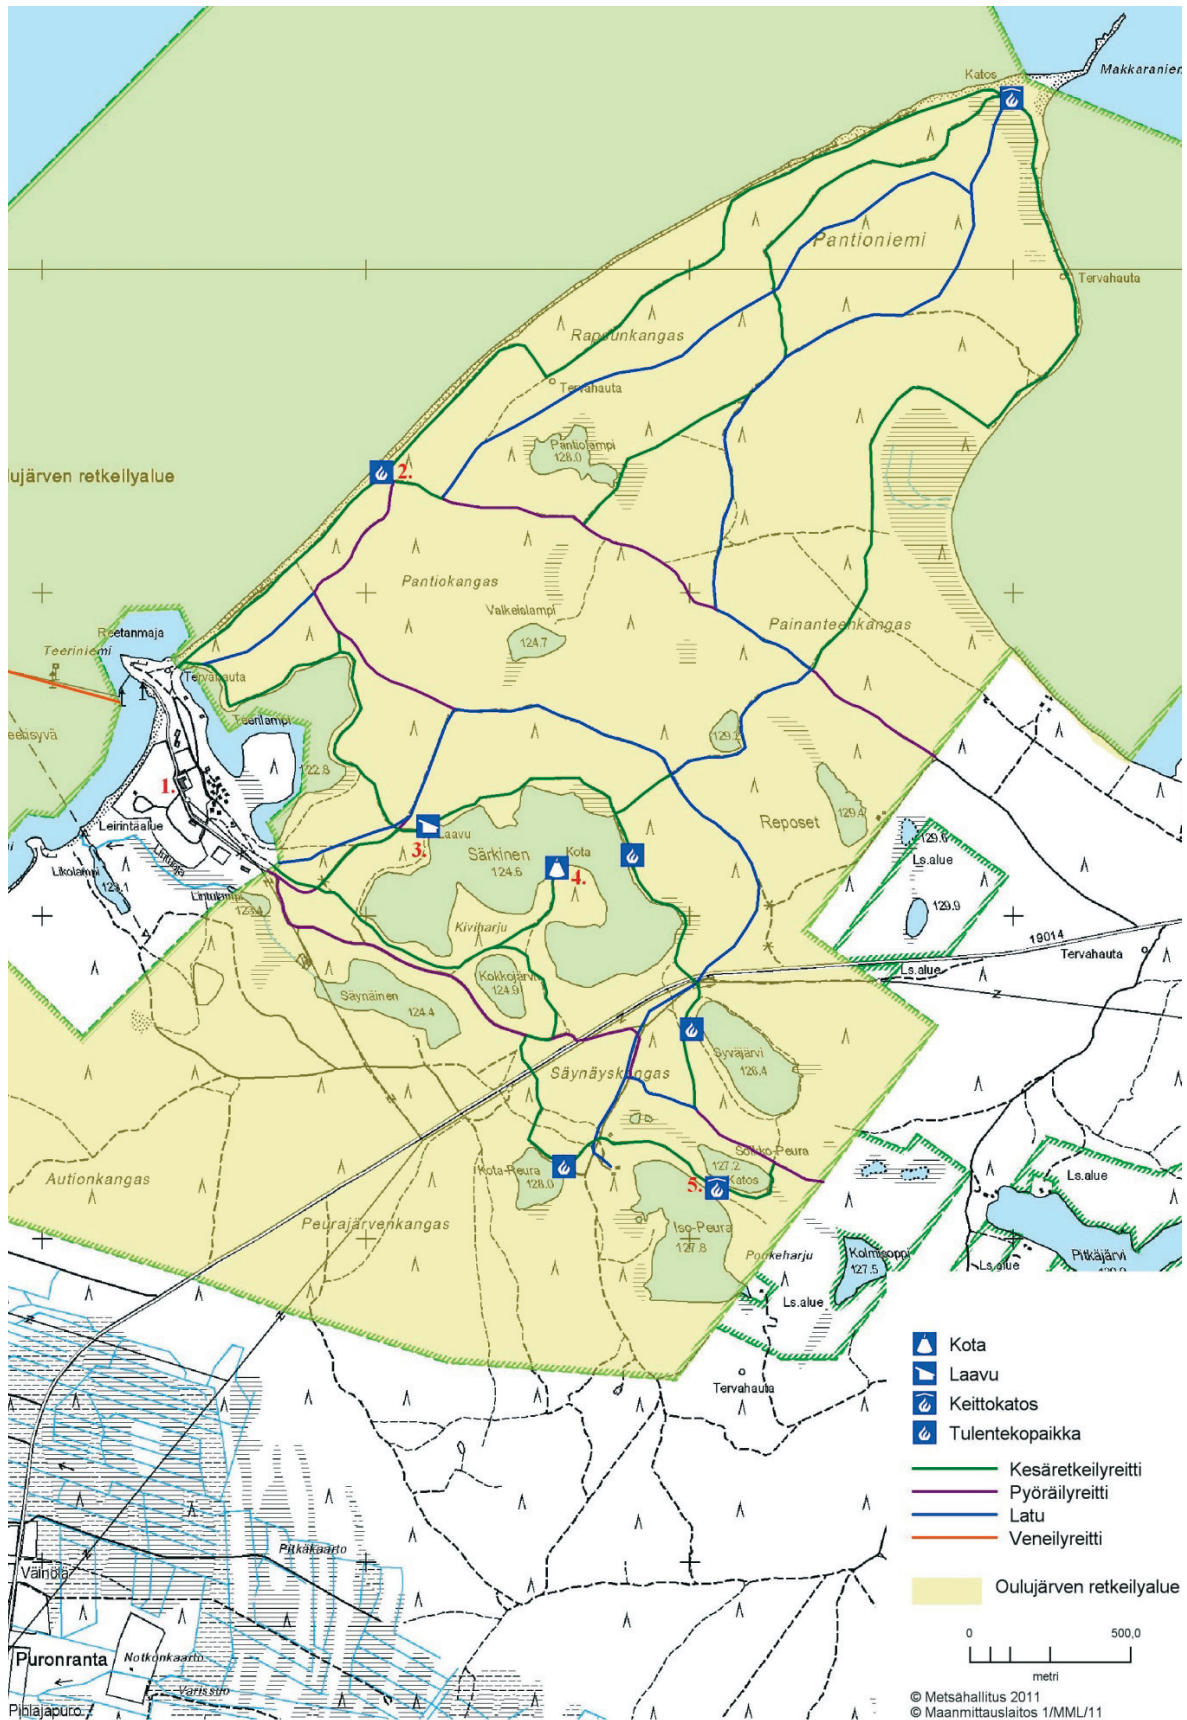 Katos
Makkaranien
Pantioniemi
Tervahauta
Rapsunkangas
Tervahauta
Pantiolampi
128.0
2.
ulujärven retkeilyalue
Pantiokangas
Valkeislampi
124.7
Painanteenkangas
Reetanmaja
Teeriniemi
Tervahauta
Teerilampi
122.8
129.2
1.
Leirintäalue
Likolampi
123.1
Lintulampi
123.4
Laavu
3.
Särkinen
124.6
Kota
4.
Reposet
129.4
129.6
Ls.alue
129.9
Kiviharju
19014
Tervahauta
Ls.alue
Kokkojärvi
124.9
Säynäinen
124.4
Syväjärvi
126.4
Säynäyskangas
Soikko-Peura
127.2
Katos
5.
Kota-Peura
128.0
Autionkangas
Peurajärvenkangas
Iso-Peura
127.8
Poukeharju
Kolmisoppi
127.5
Ls.alue
Ls.alue
Pitkäjärvi
Ls.alue
Tervahauta
Kota
Laavu
Keittokatos
Tulentekopaikka
Kesäretkeilyreitti
Pyöräilyreitti
Latu
Veneilyreitti
Oulujärven retkeilyalue
0 500,0
metri
Pitkäkaarto
Väinölä
Puronranta
Notkonkaarto
Varissuo
Pihlajapuro
© Metsähallitus 2011
© Maanmittauslaitos 1/MML/11